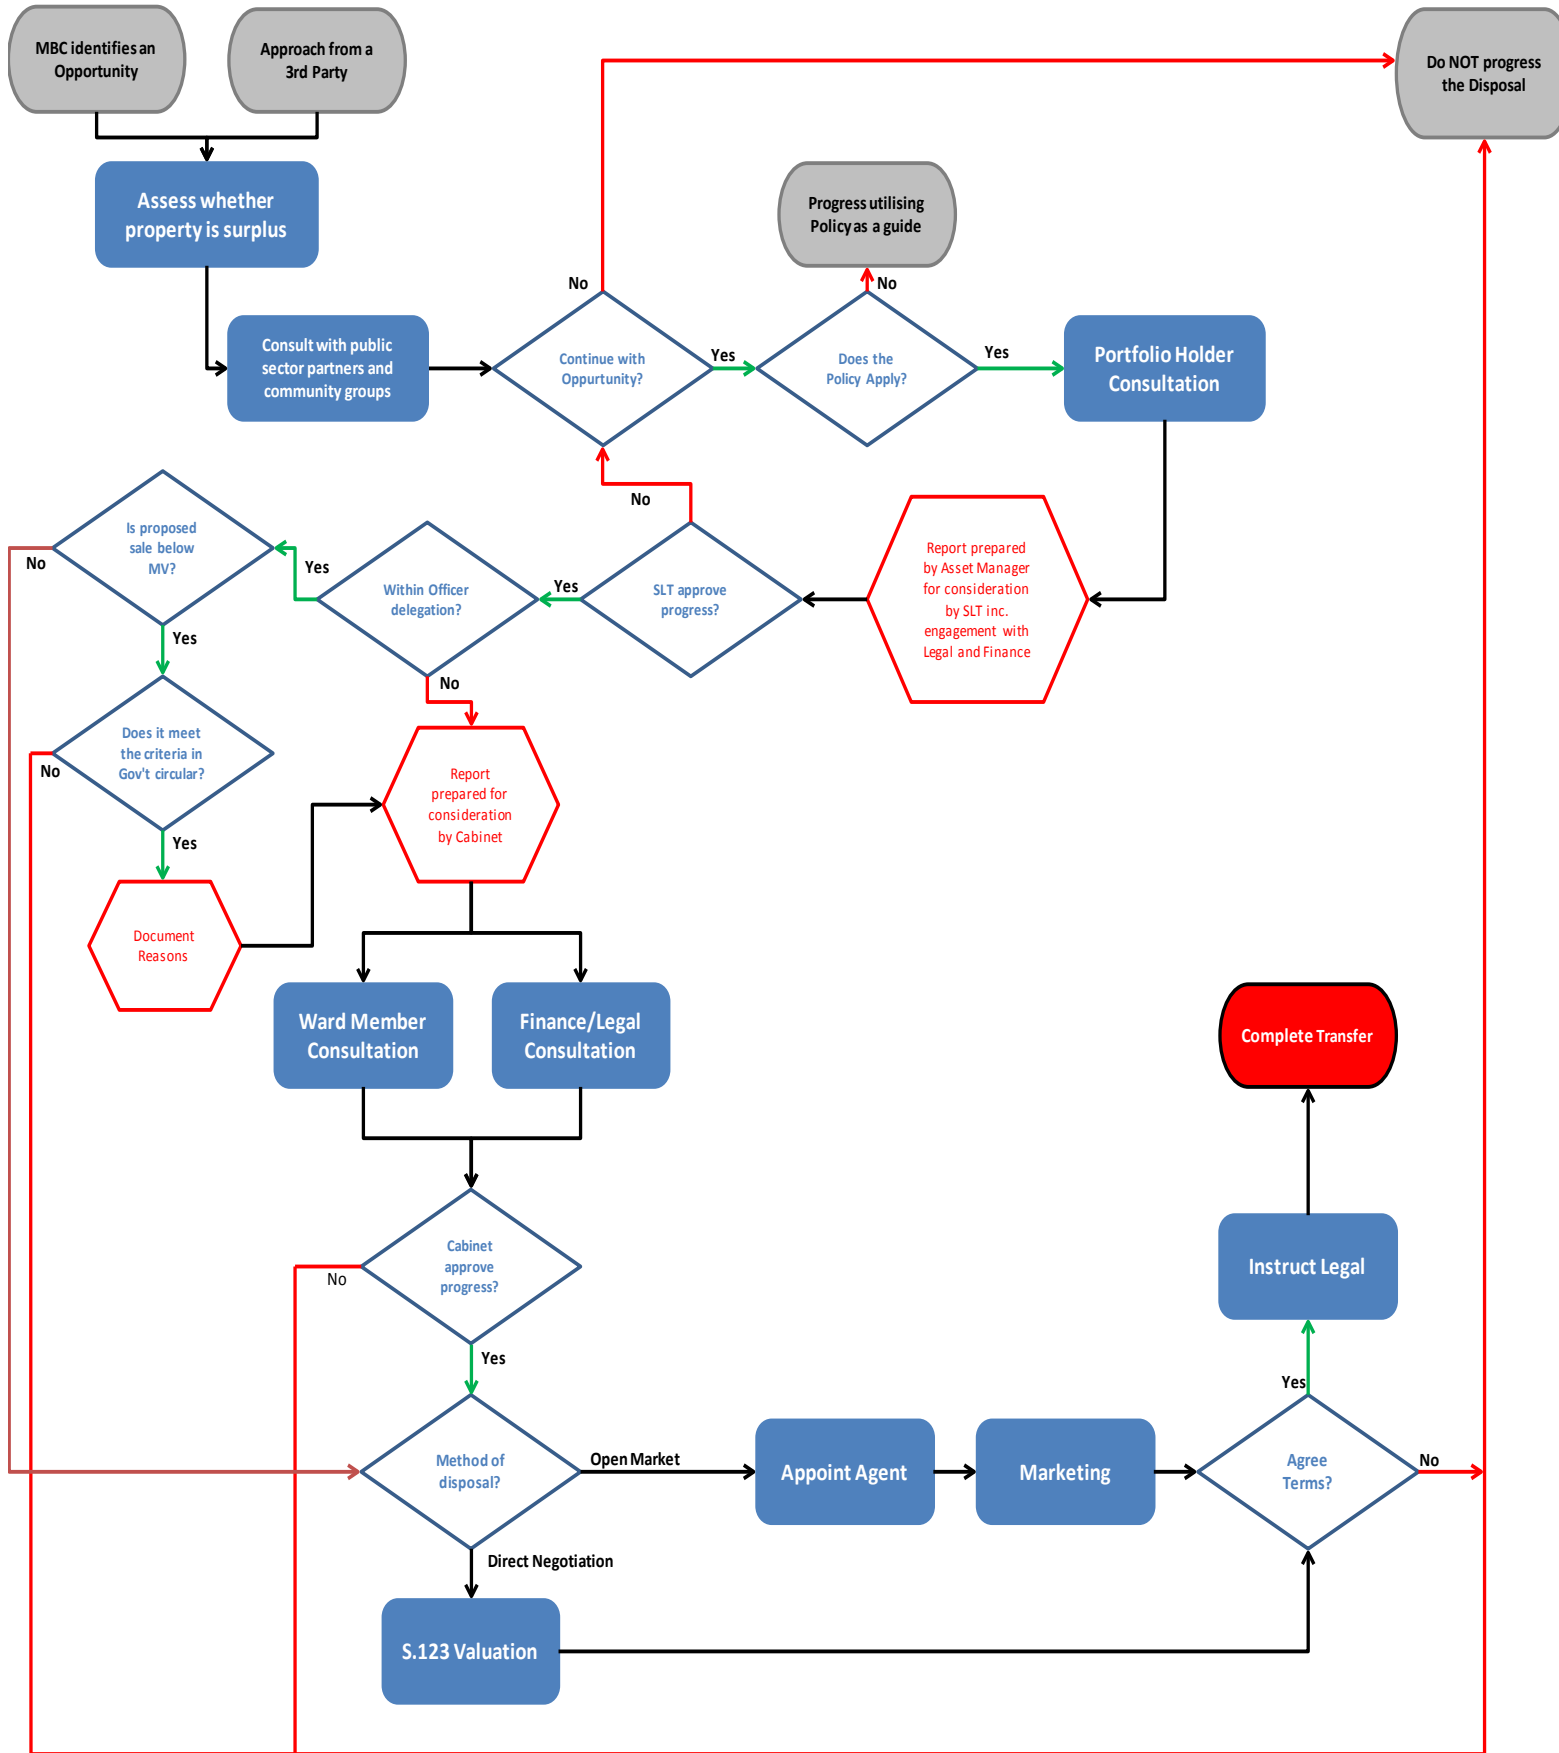 MBC identifies an
Opportunity
Approach from a
3rd Party
Do NOT progress
the Disposal
Assess whether
property is surplus
Progress utilising
Policy as a guide
No
No
Consult with public
sector partners and
community groups
Continue with
Oppurtunity?
Yes
Does the
Policy Apply?
Yes
Portfolio Holder
Consultation
No
Is proposed
sale below
MV?
No
Yes
Within Officer
delegation?
Yes
SLT approve
progress?
Report prepared
by Asset Manager
for consideration
by SLT inc.
engagement with
Legal and Finance
Yes
No
Does it meet
the criteria in
Gov't circular?
No
Yes
Report
prepared for
consideration
by Cabinet
Document
Reasons
Ward Member
Consultation
Finance/Legal
Consultation
Complete Transfer
Cabinet
approve
progress?
No
Instruct Legal
Yes
Yes
Method of
disposal?
Open Market
Appoint Agent
Marketing
Agree
Terms?
No
Direct Negotiation
S.123 Valuation